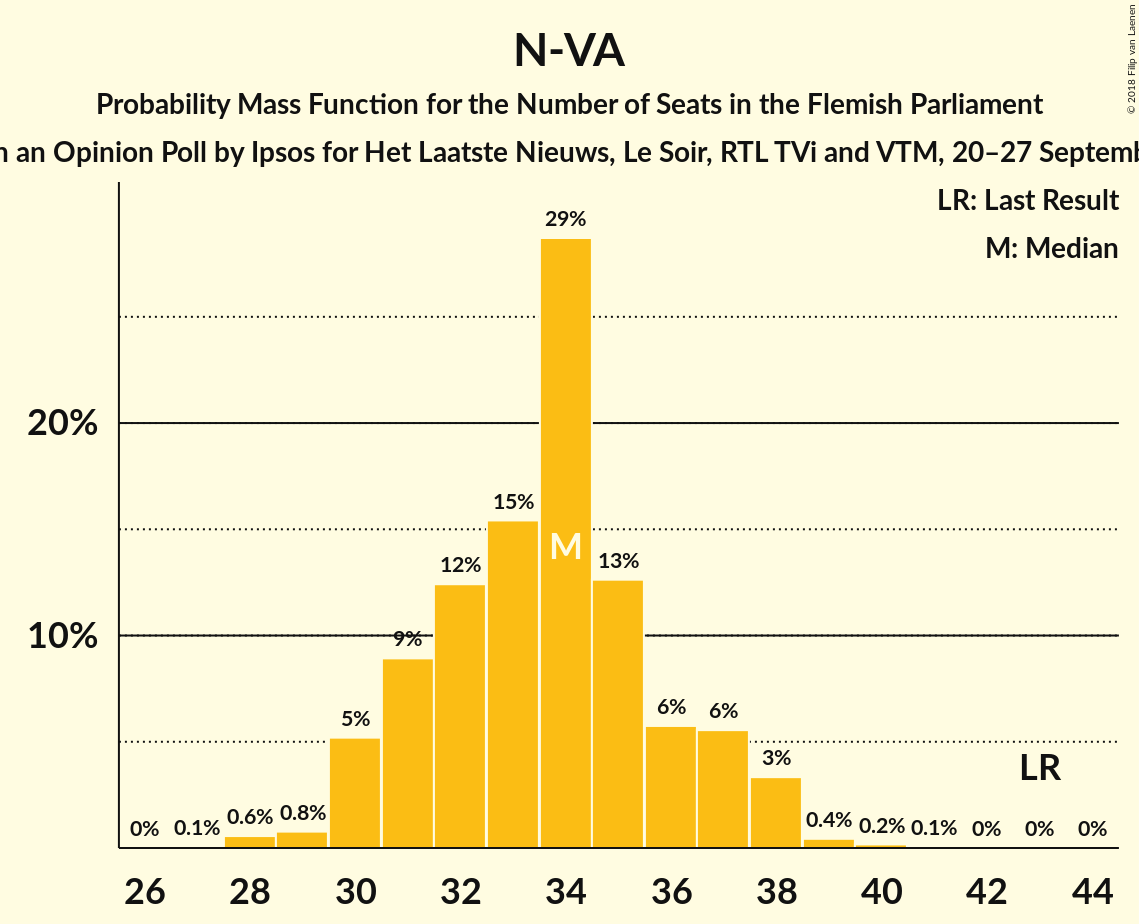 N-VA
Probability Mass Function for the Number of Seats in the Flemish Parliament
an Opinion Poll by Ipsos for Het Laatste Nieuws, Le Soir, RTL TVi and VTM, 20–27
© 2018 Filip van Laenen
LR: Last Result
M: Median
29%
20%
15%
M
13%
12%
10%
9%
6%
6%
5%
3%
LR
0%
0.1%
0.6%
0.8%
0.4%
0.2%
0.1%
0%
0%
0%
26 28 30 32 34 36 38 40 42 44